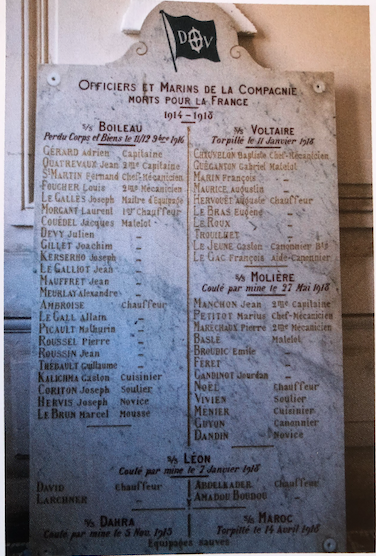 D V
OFFICIERS ET MARINS DE LA COMPAGNIE
MORTS POUR LA FRANCE
1914-1918
S/S BOILEAU
Perdu Corps et Biens le 11/12 9bre 1916
GÉRARD Adrien Capitaine
QUATREVAUX Jean 2me Capitaine
ST MARTIN Fernand Chef-Mécanicien
FOUCHER Louis 2me Mécanicien
LE GALLES Joseph Maître d'Equipage
MORGANT Laurent 1er Chauffeur
COUÉDEL Jacques Matelot
DEVY Julien "
GILLET Joachim "
KERSERHO Joseph "
LE GALLIOT Jean "
MAUFFRET Jean "
MEURLAY Alexandre "
AMBROISE Chauffeur
LE GALL Allain "
PICAULT Mathurin "
ROUSSEL Pierre "
ROUSSIN Jean "
THÉBAULT Guillaume "
KALICHMA Gaston Cuisinier
CORITON Joseph Soutier
HERVIS Joseph Novice
LE BRUN Marcel Mousse
S/S VOLTAIRE
Torpillé le 11 Janvier 1918
Baptiste Chef-Mécanicien
GUÉGANTON Gabriel Matelot
MARIN François "
MAURICE Augustin "
HERVOUET Auguste Chauffeur
LE BRAS Eugène "
LE ROUX "
TROUILHET "
LE JEUNE Gaston Canonnier Bté
LE GAC François Aide-Canonnier
S/S MOLIÈRE
Coulé par mine le 27 Mai 1918
MANCHON Jean 2me Capitaine
PETITOT Marius Chef-Mécanicien
MARÉCHAUX Pierre 2me Mécanicien
BASLÉ Matelot
BROUDIC Emile "
FÉRET "
GANDINOT Jourdan "
NOËL Chauffeur
VIVIEN Soutier
MÉNIER Cuisinier
GUYON Canonnier
DANDIN Novice
S/S LÉON
Coulé par mine le 7 Janvier 1918
DAVID Chauffeur
LARCHNER "
ABDELKADER Chauffeur
AMADOU BOUDOU "
S/S DAHRA
Coulé par mine le 5 Nov. 1915
S/S MAROC
Torpillé le 14 Avril 1918
Equipages sauvés